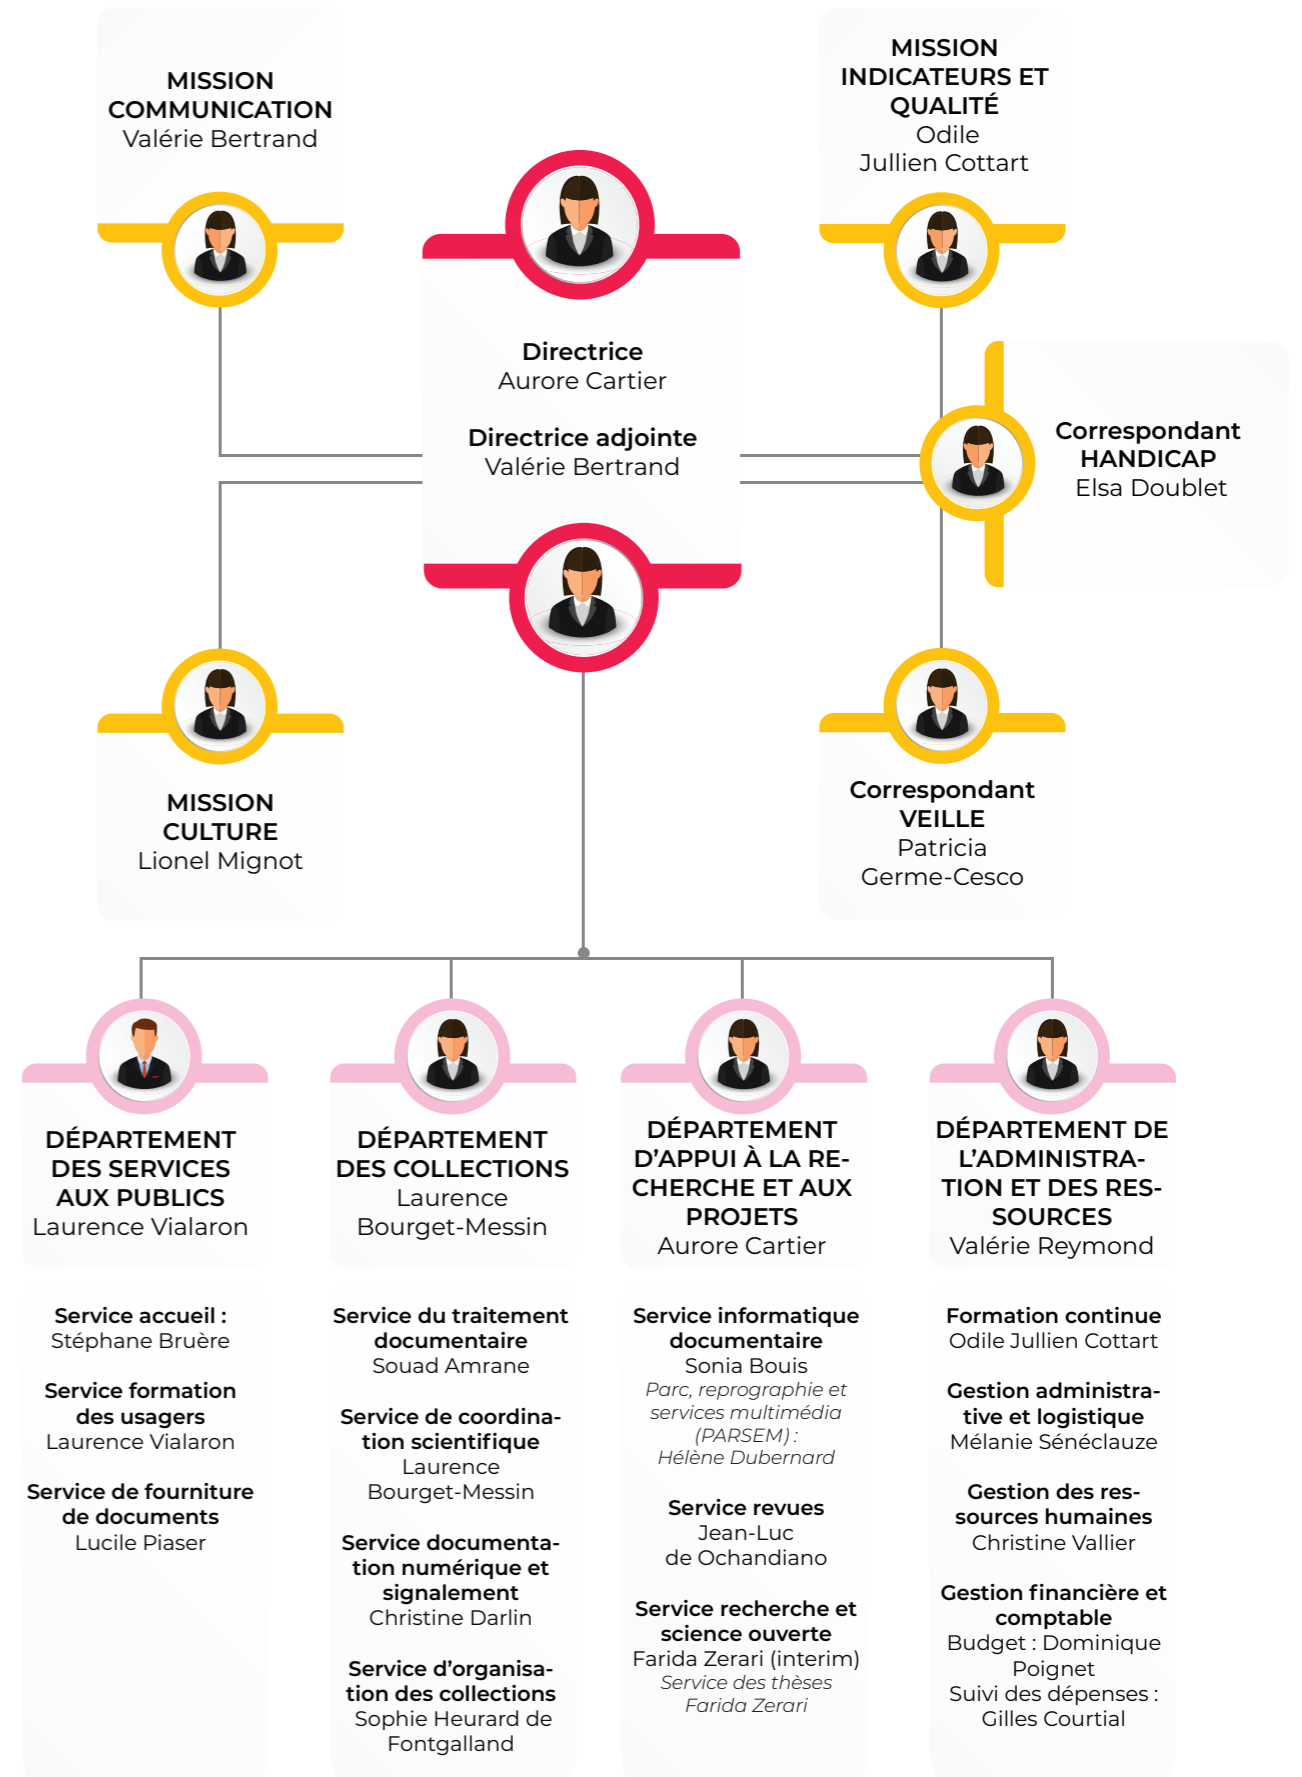 MISSION
COMMUNICATION
Valérie Bertrand
MISSION
INDICATEURS ET
QUALITÉ
Odile
Jullien Cottart
Directrice
Aurore Cartier
Directrice adjointe
Valérie Bertrand
Correspondant
HANDICAP
Elsa Doublet
MISSION
CULTURE
Lionel Mignot
Correspondant
VEILLE
Patricia
Germe-Cesco
DÉPARTEMENT
DES SERVICES
AUX PUBLICS
Laurence Vialaron
Service accueil :
Stéphane Bruère
Service formation
des usagers
Laurence Vialaron
Service de fourniture
de documents
Lucile Piaser
DÉPARTEMENT
DES COLLECTIONS
Laurence
Bourget-Messin
Service du traitement
documentaire
Souad Amrane
Service de coordina-
tion scientifique
Laurence
Bourget-Messin
Service documenta-
tion numérique et
signalement
Christine Darlin
Service d'organisa-
tion des collections
Sophie Heurard de
Fontgalland
DÉPARTEMENT
D'APPUI À LA RE-
CHERCHE ET AUX
PROJETS
Aurore Cartier
Service informatique
documentaire
Sonia Bouis
Parc, reprographie et
services multimédia
(PARSEM) :
Hélène Dubernard
Service revues
Jean-Luc
de Ochandiano
Service recherche et
science ouverte
Farida Zerari (interim)
Service des thèses
Farida Zerari
DÉPARTEMENT DE
L'ADMINISTRA-
TION ET DES RES-
SOURCES
Valérie Reymond
Formation continue
Odile Jullien Cottart
Gestion administra-
tive et logistique
Mélanie Sénéclauze
Gestion des res-
sources humaines
Christine Vallier
Gestion financière et
comptable
Budget : Dominique
Poignet
Suivi des dépenses :
Gilles Courtial